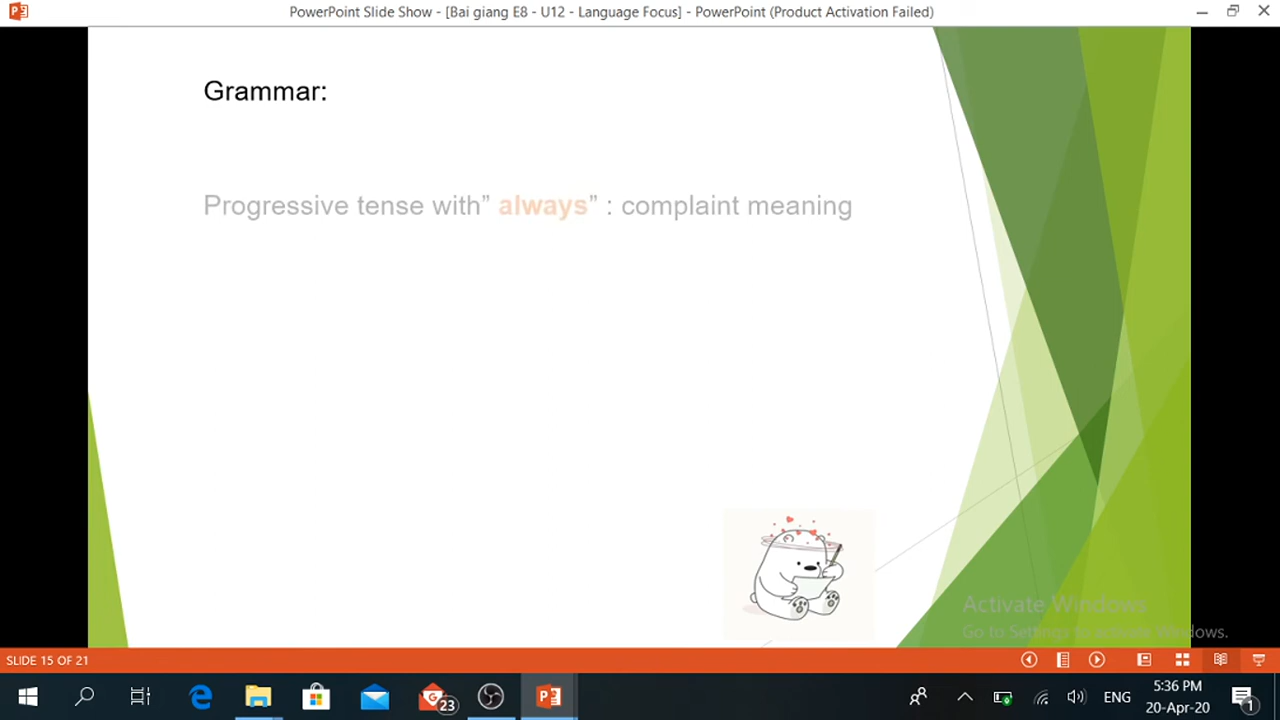 PowerPoint Slide Show - [Bai giang E8 - U12 - Language Focus] - PowerPoint (Product Activation Failed)
Grammar:
Progressive tense with” always” : complaint meaning
Activate Windows
Go to Settings to activate Windows.
SLIDE 15 OF 21
23
ENG
5:36 PM
20-Apr-20
1